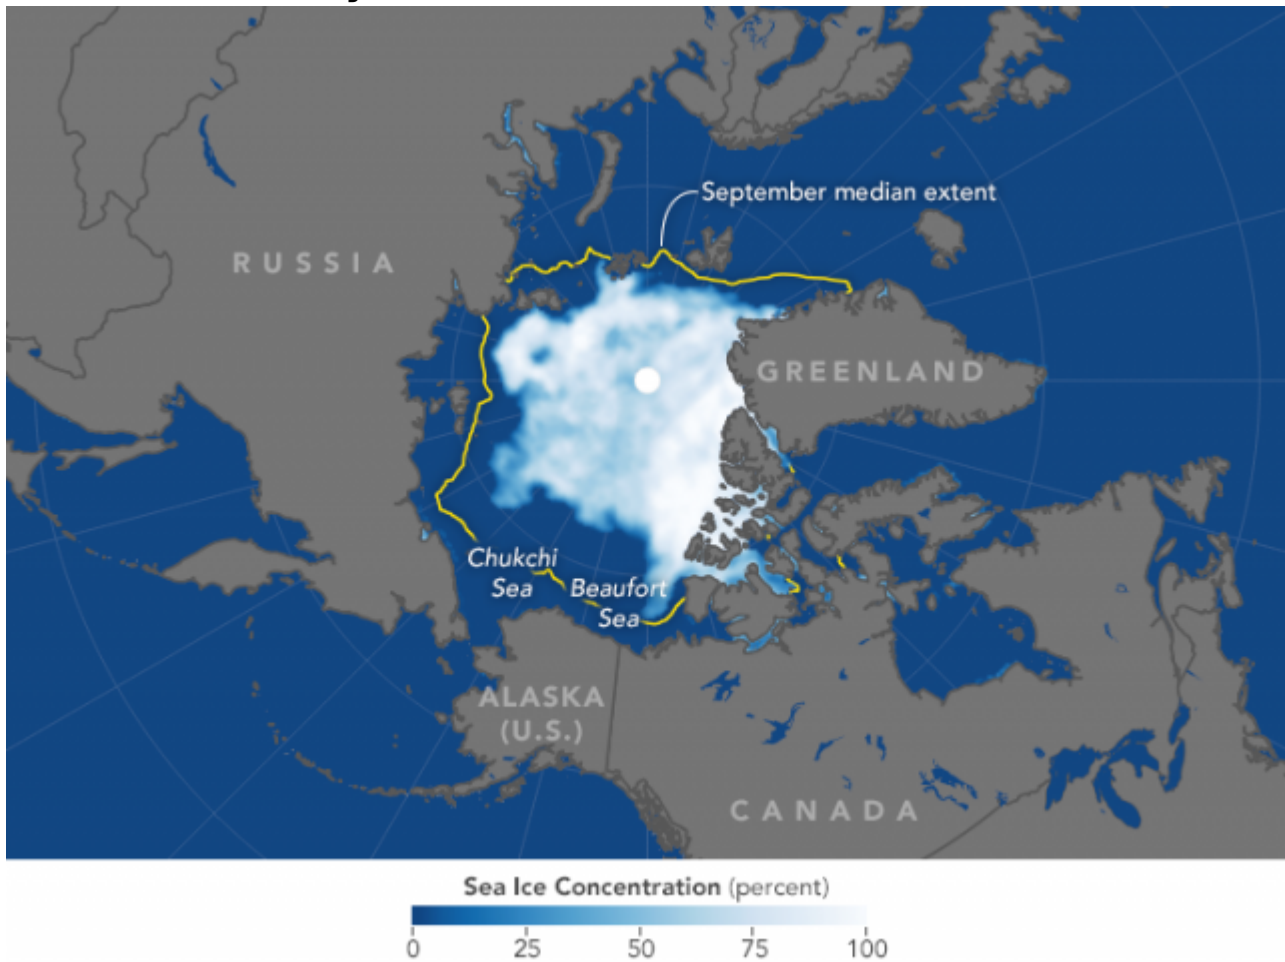 September median extent
RUSSIA
GREENLAND
Chukchi
Sea
Beaufort
Sea
ALASKA
(U.S.)
CANADA
Sea Ice Concentration (percent)
0 25 50 75 100